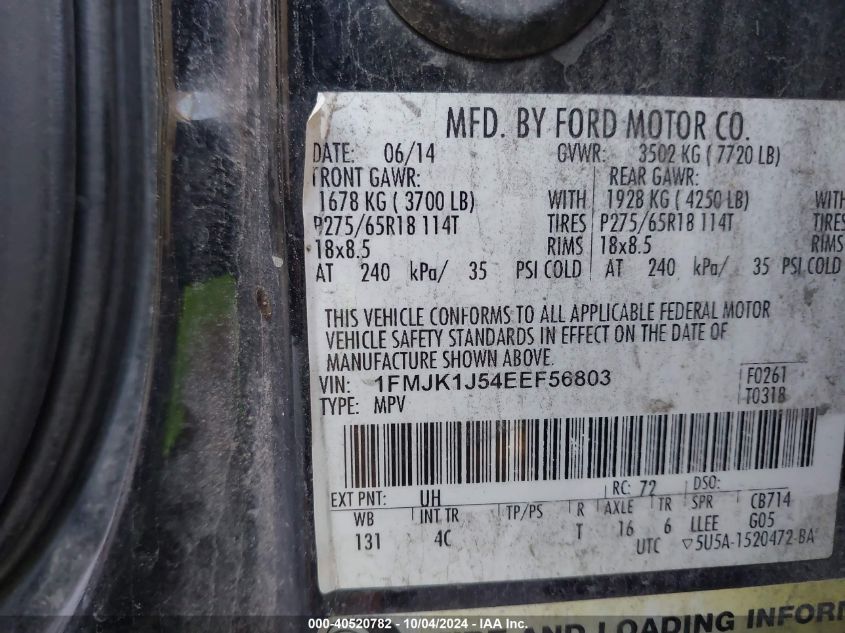 MFD. BY FORD MOTOR CO.
DATE: 06/14 GVWR: 3502 KG ( 7720 LB)
FRONT GAWR: REAR GAWR:
1678 KG ( 3700 LB) WITH 1928 KG ( 4250 LB) WITH
P275/65R18 114T TIRES P275/65R18 114T TIRES
18x8.5 RIMS 18x8.5 RIMS
AT 240 kPa/ 35 PSI COLD AT 240 kPa/ 35 PSI COLD
THIS VEHICLE CONFORMS TO ALL APPLICABLE FEDERAL MOTOR
VEHICLE SAFETY STANDARDS IN EFFECT ON THE DATE OF
MANUFACTURE SHOWN ABOVE.
VIN: 1FMJK1J54EEF56803 F0261
TYPE: MPV T0318
EXT PNT: UH RC: 72 DSO:
WB INT TR TP/PS R AXLE TR SPR CB714
131 4C T 16 6 LLEE G05
UTC ▽5U5A-1520472-BA
AND LOADING INFORM
000-40520782 - 10/04/2024 - IAA Inc.